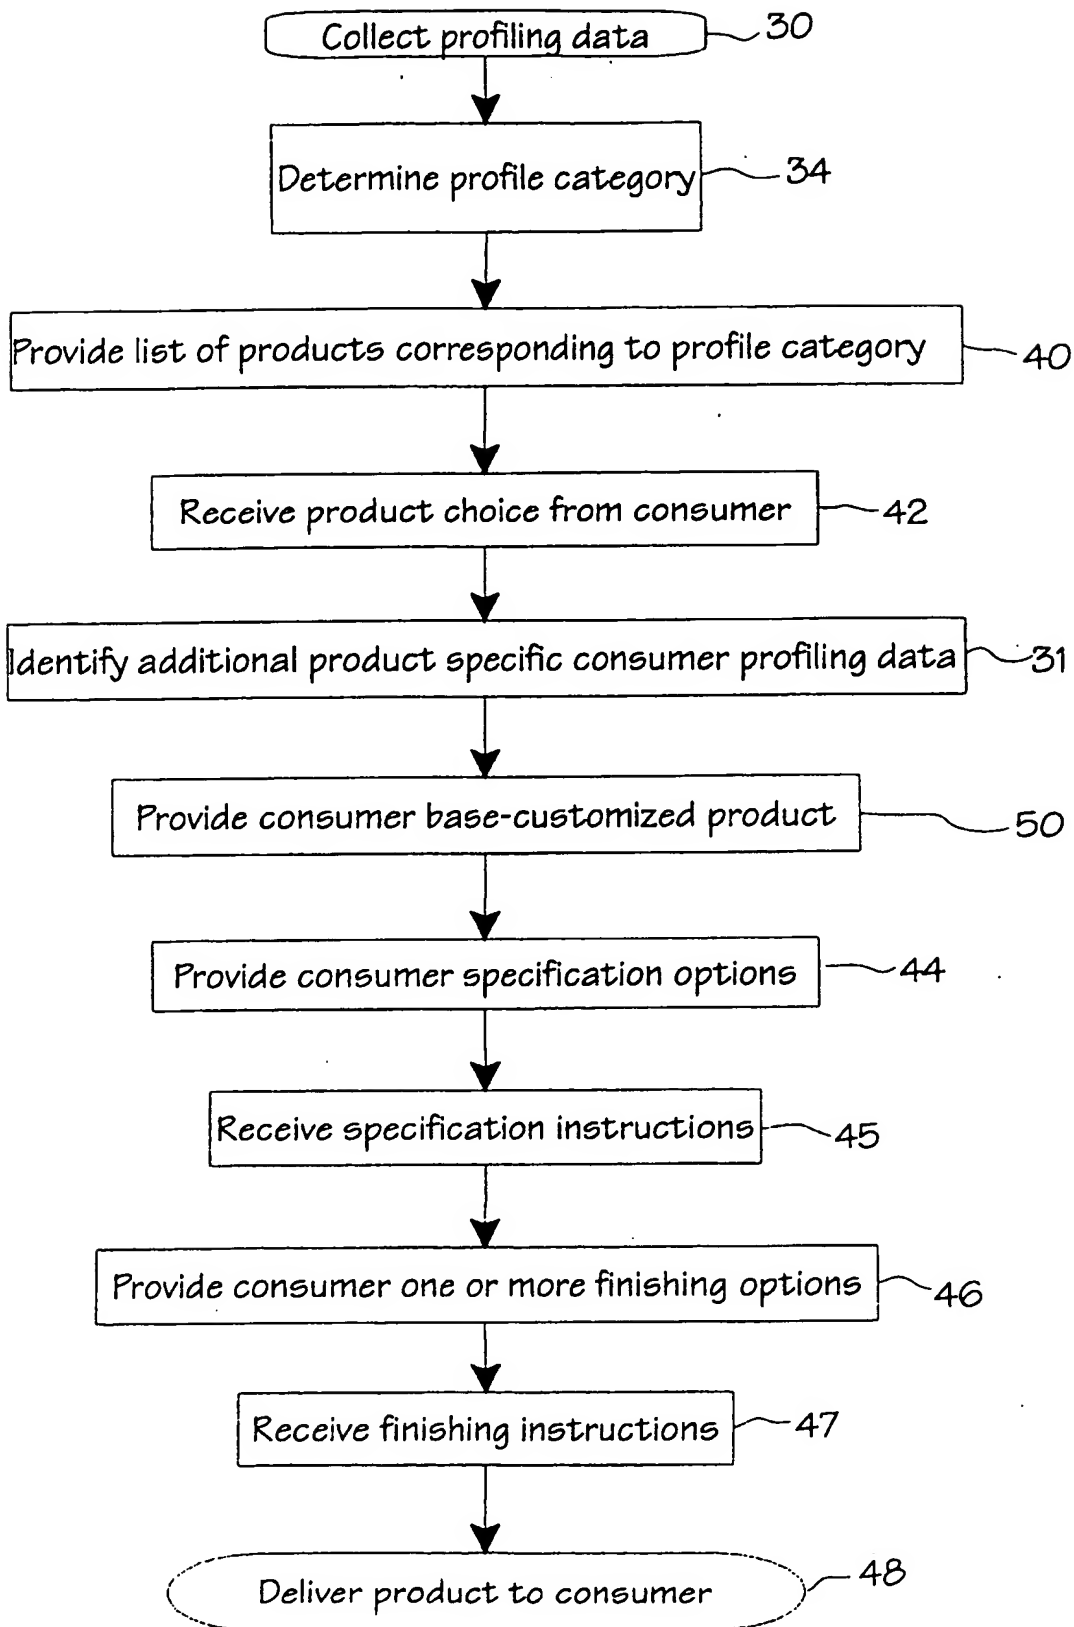 Collect profiling data 30
Determine profile category 34
Provide list of products corresponding to profile category 40
Receive product choice from consumer 42
Identify additional product specific consumer profiling data 31
Provide consumer base-customized product 50
Provide consumer specification options 44
Receive specification instructions 45
Provide consumer one or more finishing options 46
Receive finishing instructions 47
Deliver product to consumer 48